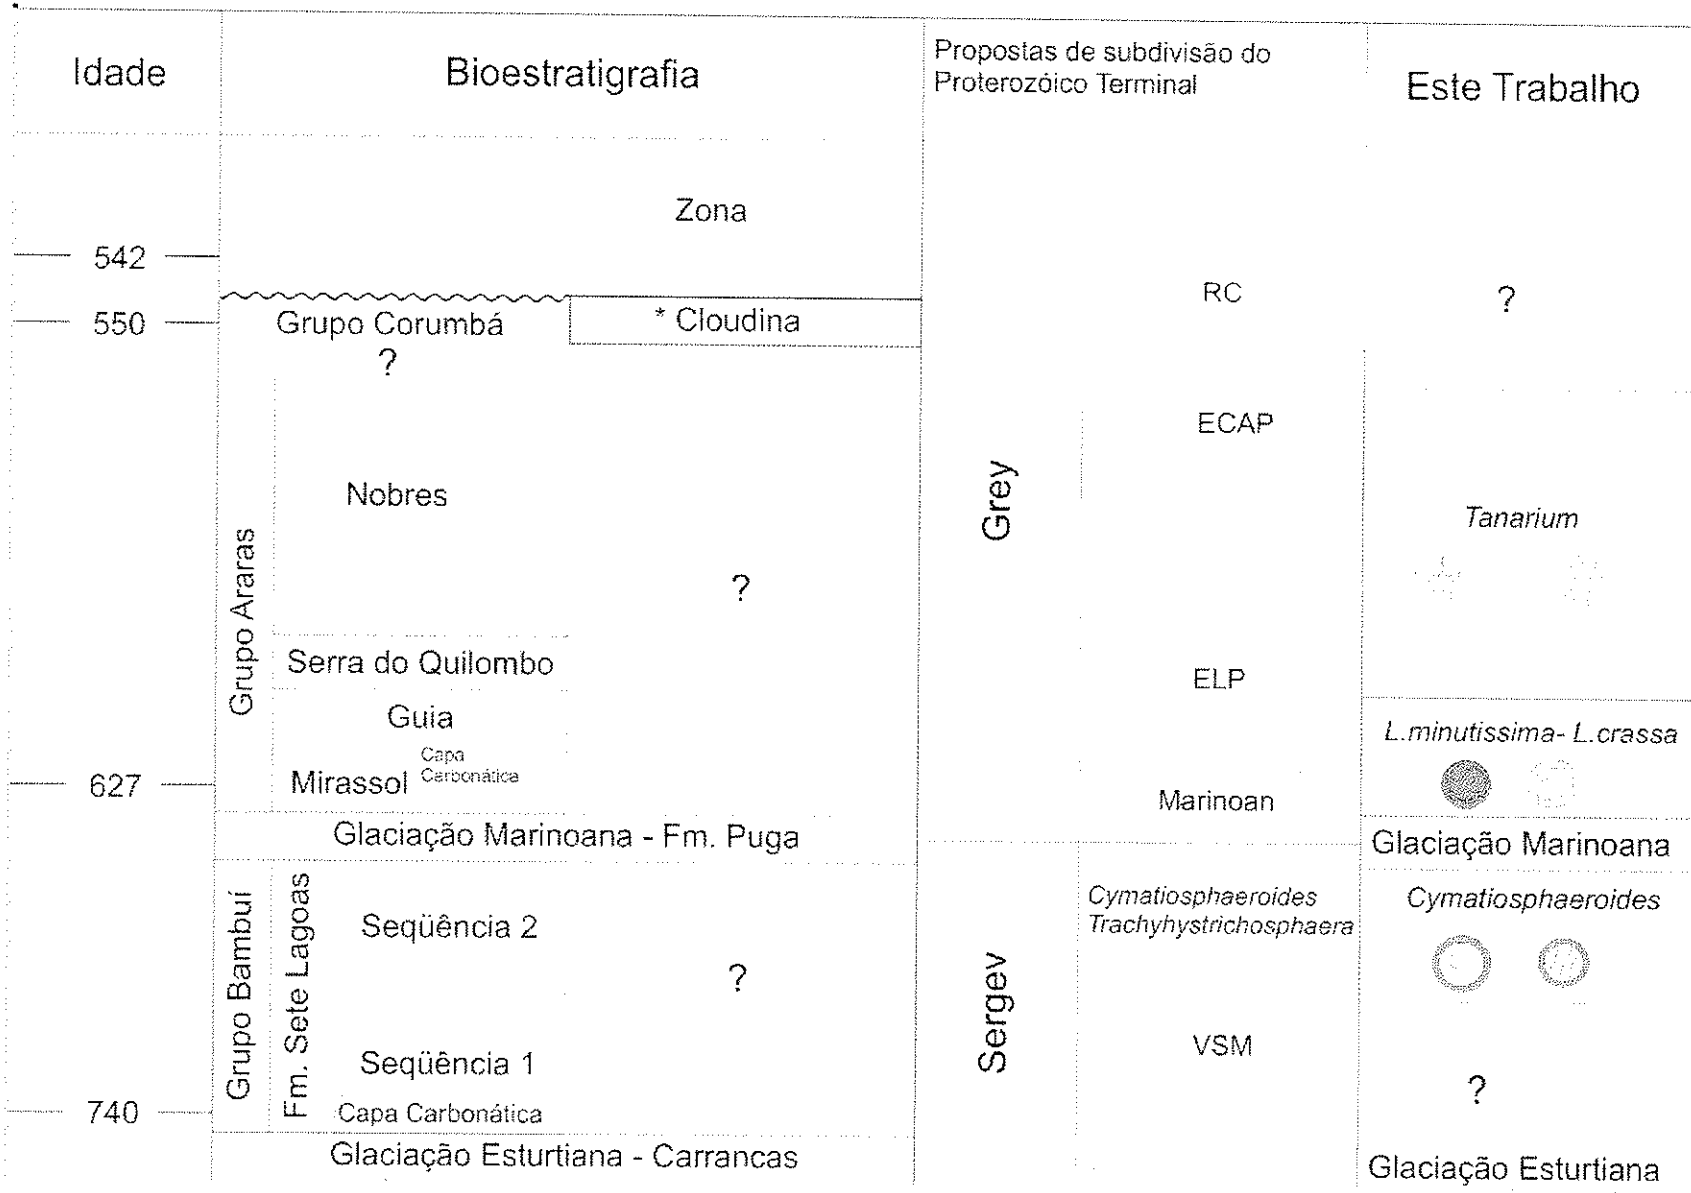 Idade
Bioestratigrafia
Propostas de subdivisão do
Proterozóico Terminal
Este Trabalho
Zona
542
RC
?
550
Grupo Corumbá
?
* Cloudina
ECAP
Grey
Nobres
Tanarium
Grupo Araras
?
Serra do Quilombo
ELP
Guia
L.minutissima- L.crassa
Capa
Carbonática
627
Mirassol
Marinoan
Glaciação Marinoana - Fm. Puga
Glaciação Marinoana
Grupo Bambuí
Fm. Sete Lagoas
Seqüência 2
Cymatiosphaeroides
Trachyhystrichosphaera
Cymatiosphaeroides
?
Sergev
VSM
Seqüência 1
?
740
Capa Carbonática
Glaciação Esturtiana - Carrancas
Glaciação Esturtiana